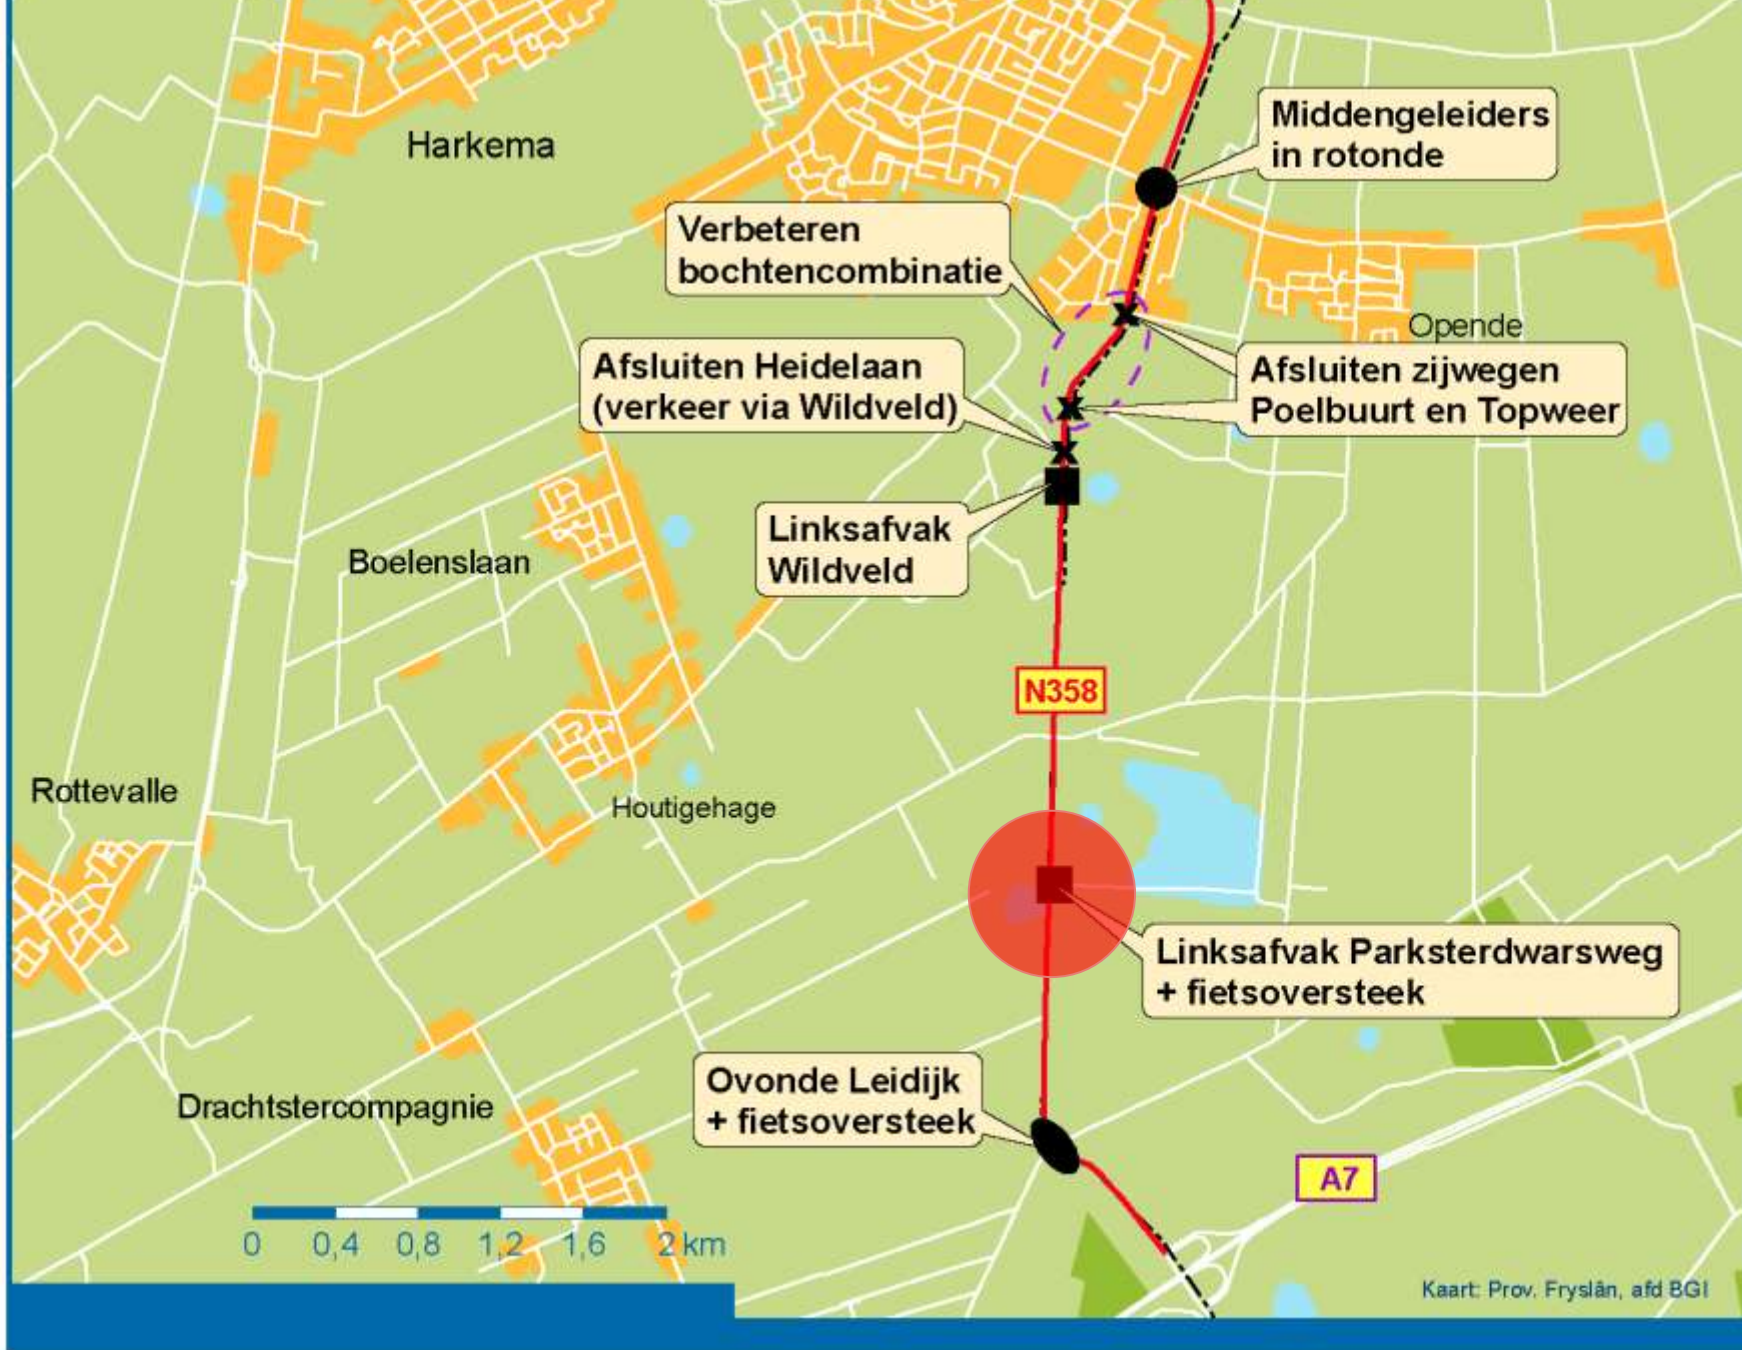 Middengeleiders
in rotonde
Harkema
Verbeteren
bochtencombinatie
Opende
Afsluiten Heidelaan
(verkeer via Wildveld)
Afsluiten zijwegen
Poelbuurt en Topweer
Linksafvak
Wildveld
Boelenslaan
N358
Rottevalle
Houtigehage
Linksafvak Parksterdwarsweg
+ fietsoversteek
Ovonde Leidijk
+ fietsoversteek
Drachtstercompagnie
A7
0 0,4 0,8 1,2 1,6 2 km
Kaart: Prov. Fryslân, afd BGI